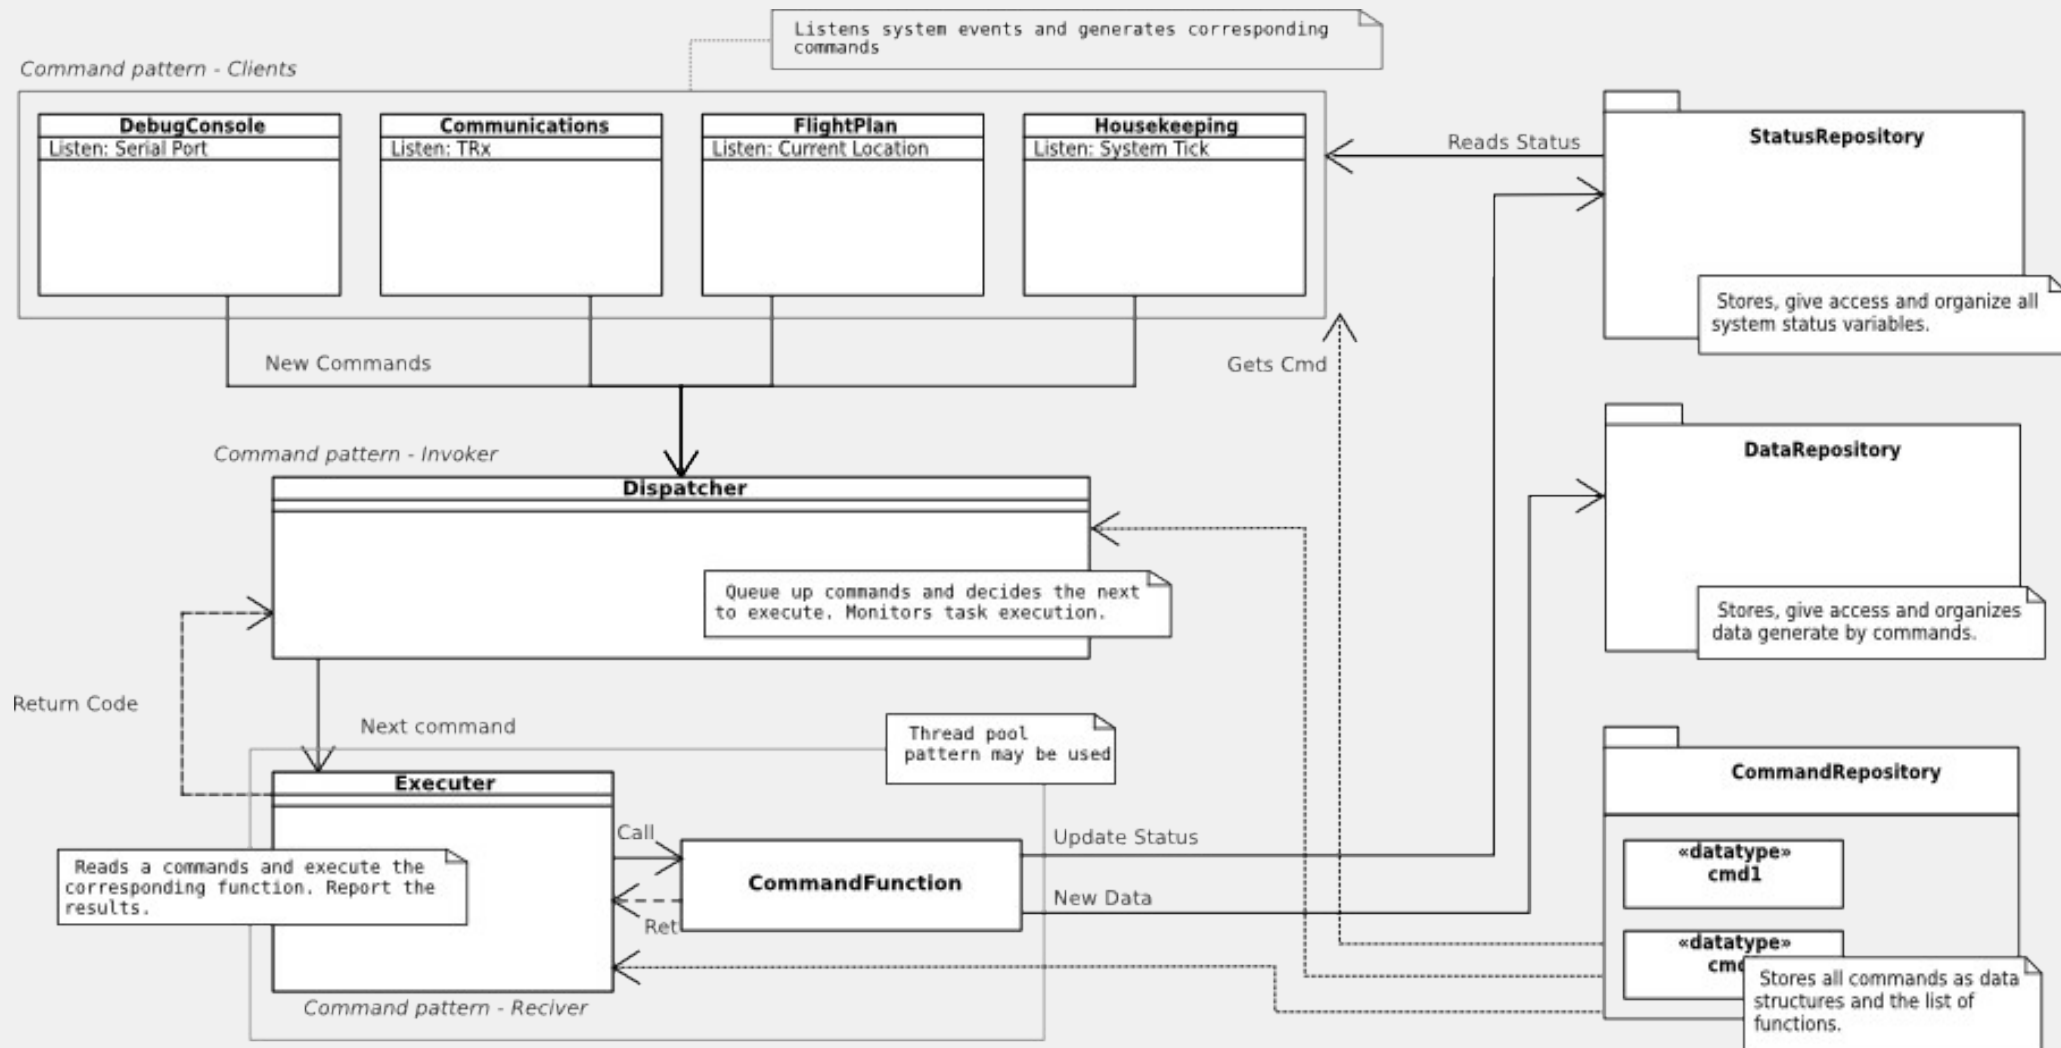 Listens system events and generates corresponding
commands
Command pattern - Clients
DebugConsole
Listen: Serial Port
Communications
Listen: TRx
FlightPlan
Listen: Current Location
Housekeeping
Listen: System Tick
Reads Status
StatusRepository
Stores, give access and organize all
system status variables.
New Commands
Gets Cmd
Command pattern - Invoker
Dispatcher
Queue up commands and decides the next
to execute. Monitors task execution.
DataRepository
Stores, give access and organizes
data generate by commands.
Return Code
Next command
Thread pool
pattern may be used
Executer
Reads a commands and execute the
corresponding function. Report the
results.
Call
Ret
CommandFunction
Update Status
New Data
Command pattern - Reciver
CommandRepository
«datatype»
cmd1
«datatype»
Stores all commands as data
structures and the list of
functions.